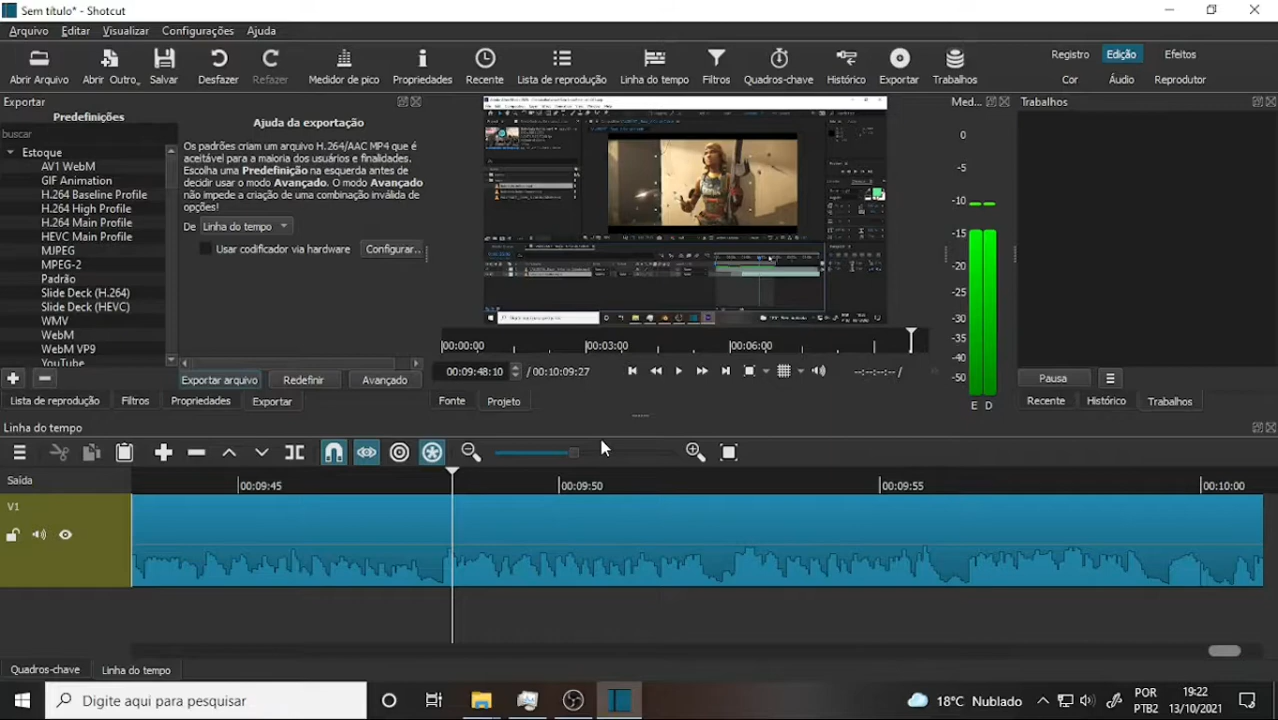 Sem título* - Shotcut
Arquivo Editar Visualizar Configurações Ajuda
Abrir Arquivo Abrir Outro... Salvar Desfazer Refazer Medidor de pico Propriedades Recente Lista de reprodução Linha do tempo Filtros Quadros-chave Histórico Exportar Trabalhos
Registro Edição Efeitos
Cor Áudio Reprodutor
Exportar
Predefinições
buscar
Estoque
AV1 WebM
GIF Animation
H.264 Baseline Profile
H.264 High Profile
H.264 Main Profile
HEVC Main Profile
MJPEG
MPEG-2
Padrão
Slide Deck (H.264)
Slide Deck (HEVC)
WMV
WebM
WebM VP9
YouTube
Ajuda da exportação
Os padrões criam um arquivo H.264/AAC MP4 que é
aceitável para a maioria dos usuários e finalidades.
Escolha uma Predefinição na esquerda antes de
decidir usar o modo Avançado. O modo Avançado
não impede a criação de uma combinação inválida de
opções!
De Linha do tempo
Usar codificador via hardware Configurar...
Exportar arquivo Redefinir Avançado
Lista de reprodução Filtros Propriedades Exportar
00:00:00 00:03:00 00:06:00
00:09:48:10 / 00:10:09:27 --:--:--:-- /
Fonte Projeto
Med...
0
-5
-10
-15
-20
-25
-30
-35
-40
-50
E D
Trabalhos
Pausa
Recente Histórico Trabalhos
Linha do tempo
Saída
00:09:45 00:09:50 00:09:55 00:10:00
V1
Quadros-chave Linha do tempo
Digite aqui para pesquisar
18°C Nublado
POR
PTB2
19:22
13/10/2021